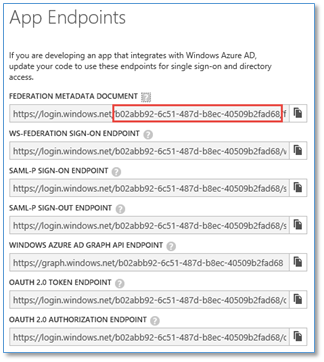 App Endpoints
If you are developing an app that integrates with Windows Azure AD,
update your code to use these endpoints for single sign-on and directory
access.
FEDERATION METADATA DOCUMENT ?
https://login.windows.net/b02abb92-6c51-487d-b8ec-40509b2fad68/f
WS-FEDERATION SIGN-ON ENDPOINT ?
https://login.windows.net/b02abb92-6c51-487d-b8ec-40509b2fad68/v
SAML-P SIGN-ON ENDPOINT ?
https://login.windows.net/b02abb92-6c51-487d-b8ec-40509b2fad68/s
SAML-P SIGN-OUT ENDPOINT ?
https://login.windows.net/b02abb92-6c51-487d-b8ec-40509b2fad68/s
WINDOWS AZURE AD GRAPH API ENDPOINT ?
https://graph.windows.net/b02abb92-6c51-487d-b8ec-40509b2fad68
OAUTH 2.0 TOKEN ENDPOINT ?
https://login.windows.net/b02abb92-6c51-487d-b8ec-40509b2fad68/c
OAUTH 2.0 AUTHORIZATION ENDPOINT ?
https://login.windows.net/b02abb92-6c51-487d-b8ec-40509b2fad68/c